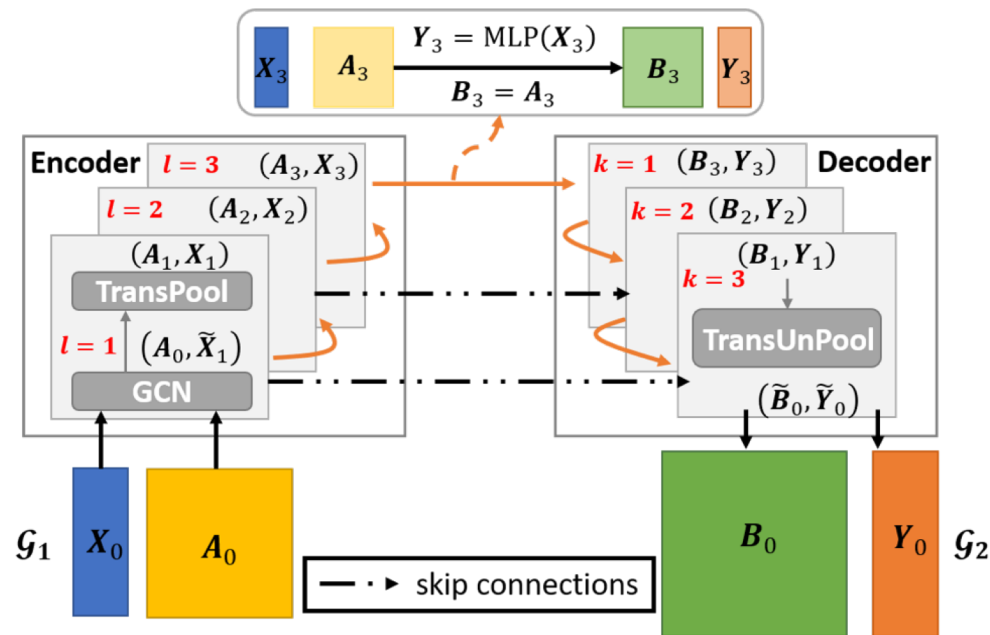 Y₃ = MLP(X₃)
X₃ A₃ B₃ Y₃
B₃ = A₃
Encoder l = 3 (A₃, X₃)
l = 2 (A₂, X₂)
(A₁, X₁)
TransPool
l = 1 (A₀, X̃₁)
GCN
k = 1 (B₃, Y₃) Decoder
k = 2 (B₂, Y₂)
(B₁, Y₁)
k = 3
TransUnPool
(B̃₀, Ỹ₀)
𝒢₁ X₀ A₀
skip connections
B₀ Y₀ 𝒢₂